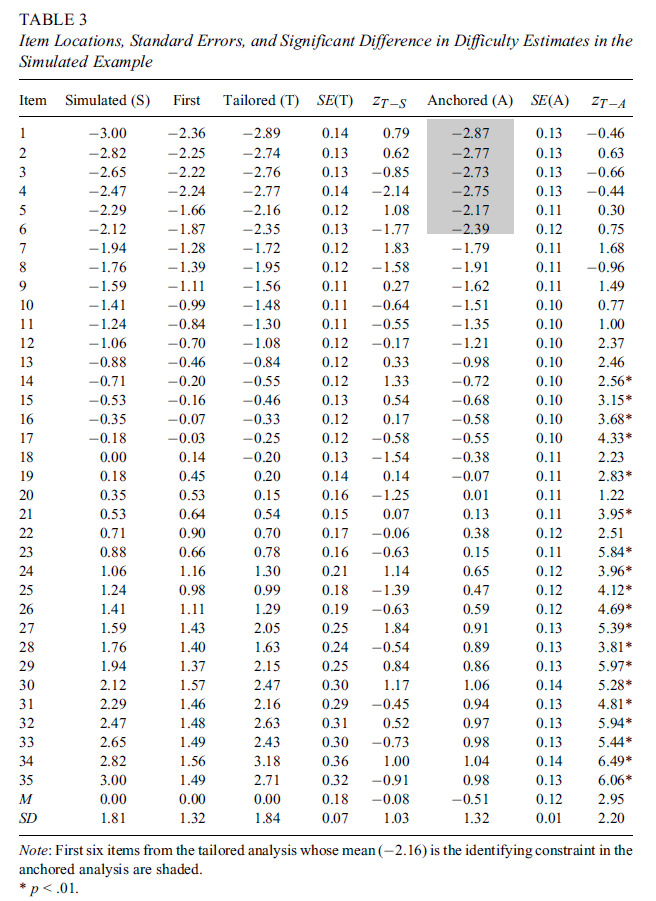 TABLE 3
Item Locations, Standard Errors, and Significant Difference in Difficulty Estimates in the
Simulated Example
Item Simulated (S) First Tailored (T) SE(T) zT−S Anchored (A) SE(A) zT−A
1 −3.00 −2.36 −2.89 0.14 0.79 −2.87 0.13 −0.46
2 −2.82 −2.25 −2.74 0.13 0.62 −2.77 0.13 0.63
3 −2.65 −2.22 −2.76 0.13 −0.85 −2.73 0.13 −0.66
4 −2.47 −2.24 −2.77 0.14 −2.14 −2.75 0.13 −0.44
5 −2.29 −1.66 −2.16 0.12 1.08 −2.17 0.11 0.30
6 −2.12 −1.87 −2.35 0.13 −1.77 −2.39 0.12 0.75
7 −1.94 −1.28 −1.72 0.12 1.83 −1.79 0.11 1.68
8 −1.76 −1.39 −1.95 0.12 −1.58 −1.91 0.11 −0.96
9 −1.59 −1.11 −1.56 0.11 0.27 −1.62 0.11 1.49
10 −1.41 −0.99 −1.48 0.11 −0.64 −1.51 0.10 0.77
11 −1.24 −0.84 −1.30 0.11 −0.55 −1.35 0.10 1.00
12 −1.06 −0.70 −1.08 0.12 −0.17 −1.21 0.10 2.37
13 −0.88 −0.46 −0.84 0.12 0.33 −0.98 0.10 2.46
14 −0.71 −0.20 −0.55 0.12 1.33 −0.72 0.10 2.56*
15 −0.53 −0.16 −0.46 0.13 0.54 −0.68 0.10 3.15*
16 −0.35 −0.07 −0.33 0.12 0.17 −0.58 0.10 3.68*
17 −0.18 −0.03 −0.25 0.12 −0.58 −0.55 0.10 4.33*
18 0.00 0.14 −0.20 0.13 −1.54 −0.38 0.11 2.23
19 0.18 0.45 0.20 0.14 0.14 −0.07 0.11 2.83*
20 0.35 0.53 0.15 0.16 −1.25 0.01 0.11 1.22
21 0.53 0.64 0.54 0.15 0.07 0.13 0.11 3.95*
22 0.71 0.90 0.70 0.17 −0.06 0.38 0.12 2.51
23 0.88 0.66 0.78 0.16 −0.63 0.15 0.11 5.84*
24 1.06 1.16 1.30 0.21 1.14 0.65 0.12 3.96*
25 1.24 0.98 0.99 0.18 −1.39 0.47 0.12 4.12*
26 1.41 1.11 1.29 0.19 −0.63 0.59 0.12 4.69*
27 1.59 1.43 2.05 0.25 1.84 0.91 0.13 5.39*
28 1.76 1.40 1.63 0.24 −0.54 0.89 0.13 3.81*
29 1.94 1.37 2.15 0.25 0.84 0.86 0.13 5.97*
30 2.12 1.57 2.47 0.30 1.17 1.06 0.14 5.28*
31 2.29 1.46 2.16 0.29 −0.45 0.94 0.13 4.81*
32 2.47 1.48 2.63 0.31 0.52 0.97 0.13 5.94*
33 2.65 1.49 2.43 0.30 −0.73 0.98 0.13 5.44*
34 2.82 1.56 3.18 0.36 1.00 1.04 0.14 6.49*
35 3.00 1.49 2.71 0.32 −0.91 0.98 0.13 6.06*
M 0.00 0.00 0.00 0.18 −0.08 −0.51 0.12 2.95
SD 1.81 1.32 1.84 0.07 1.03 1.32 0.01 2.20
Note: First six items from the tailored analysis whose mean (−2.16) is the identifying constraint in the
anchored analysis are shaded.
* p < .01.